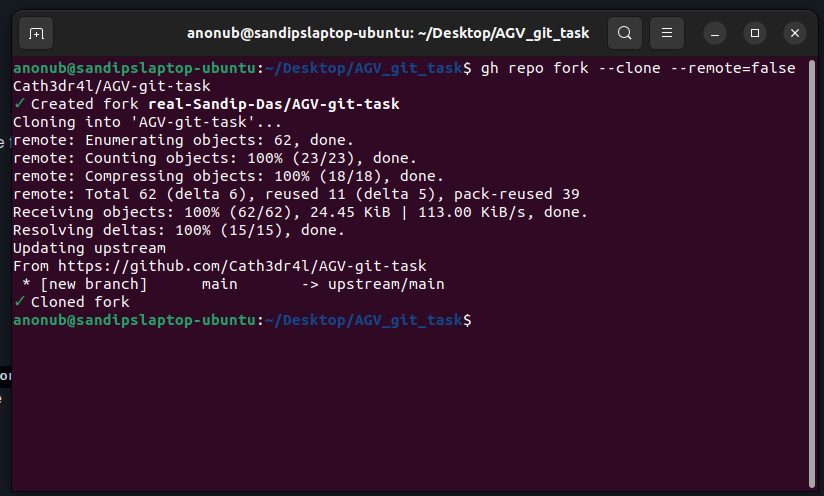 anonub@sandipslaptop-ubuntu: ~/Desktop/AGV_git_task
anonub@sandipslaptop-ubuntu:~/Desktop/AGV_git_task$ gh repo fork --clone --remote=false
Cath3dr4l/AGV-git-task
✓ Created fork real-Sandip-Das/AGV-git-task
Cloning into 'AGV-git-task'...
remote: Enumerating objects: 62, done.
remote: Counting objects: 100% (23/23), done.
remote: Compressing objects: 100% (18/18), done.
remote: Total 62 (delta 6), reused 11 (delta 5), pack-reused 39
Receiving objects: 100% (62/62), 24.45 KiB | 113.00 KiB/s, done.
Resolving deltas: 100% (15/15), done.
Updating upstream
From https://github.com/Cath3dr4l/AGV-git-task
 * [new branch]      main       -> upstream/main
✓ Cloned fork
anonub@sandipslaptop-ubuntu:~/Desktop/AGV_git_task$